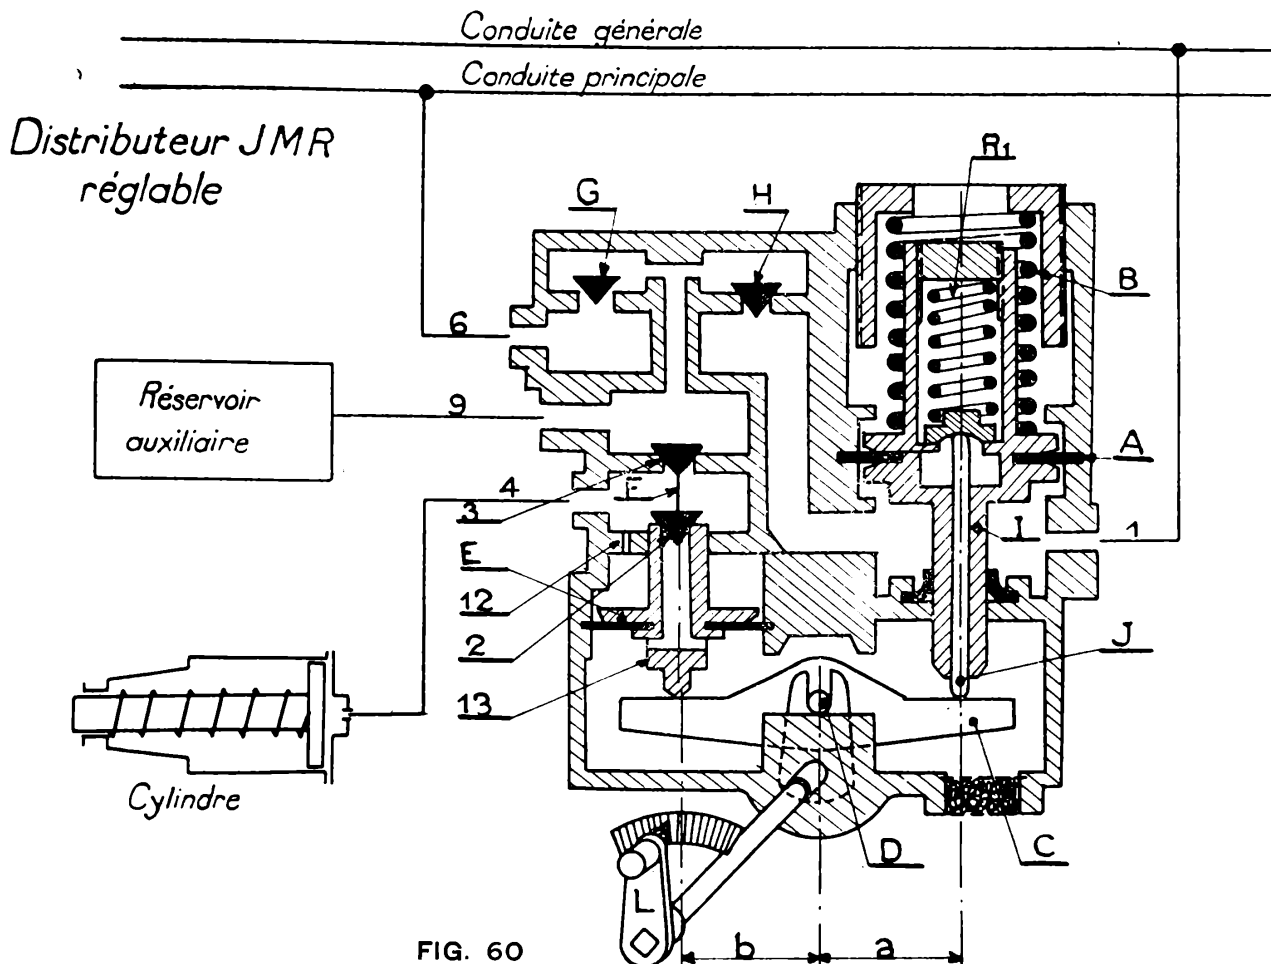 Conduite générale
Conduite principale
Distributeur JMR
réglable
R1
G
H
B
6
Réservoir
auxiliaire
9
A
4
F
3
1
I
E
12
2
J
13
Cylindre
D
C
L
FIG. 60
b
a